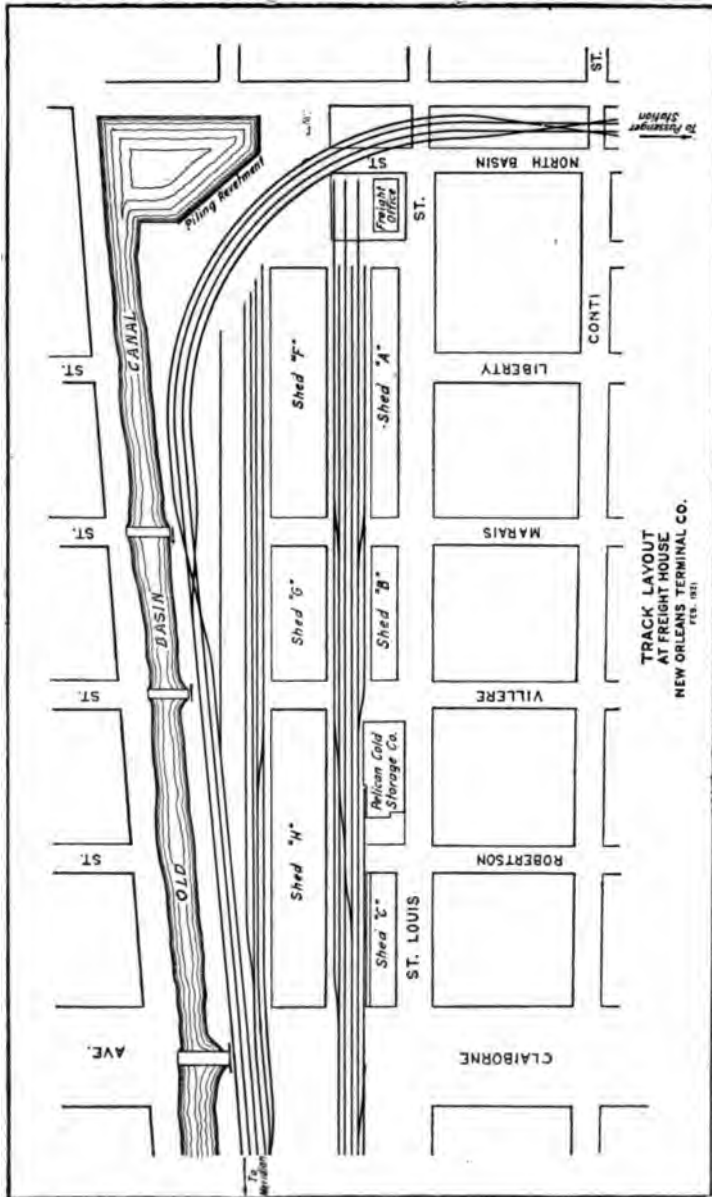 ST.
To Passenger
Station
NORTH BASIN
ST.
Piling Revetment
Freight
Office
ST.
CANAL
Shed "F"
Shed "A"
LIBERTY
ST.
CONTI
ST.
MARAIS
BASIN
Shed "G"
Shed "B"
ST.
VILLERE
Pelican Cold
Storage Co.
ST.
ROBERTSON
OLD
Shed "H"
Shed "C"
ST. LOUIS
AVE.
CLAIBORNE
To
Meridian
TRACK LAYOUT
AT FREIGHT HOUSE
NEW ORLEANS TERMINAL CO.
FEB. 1921